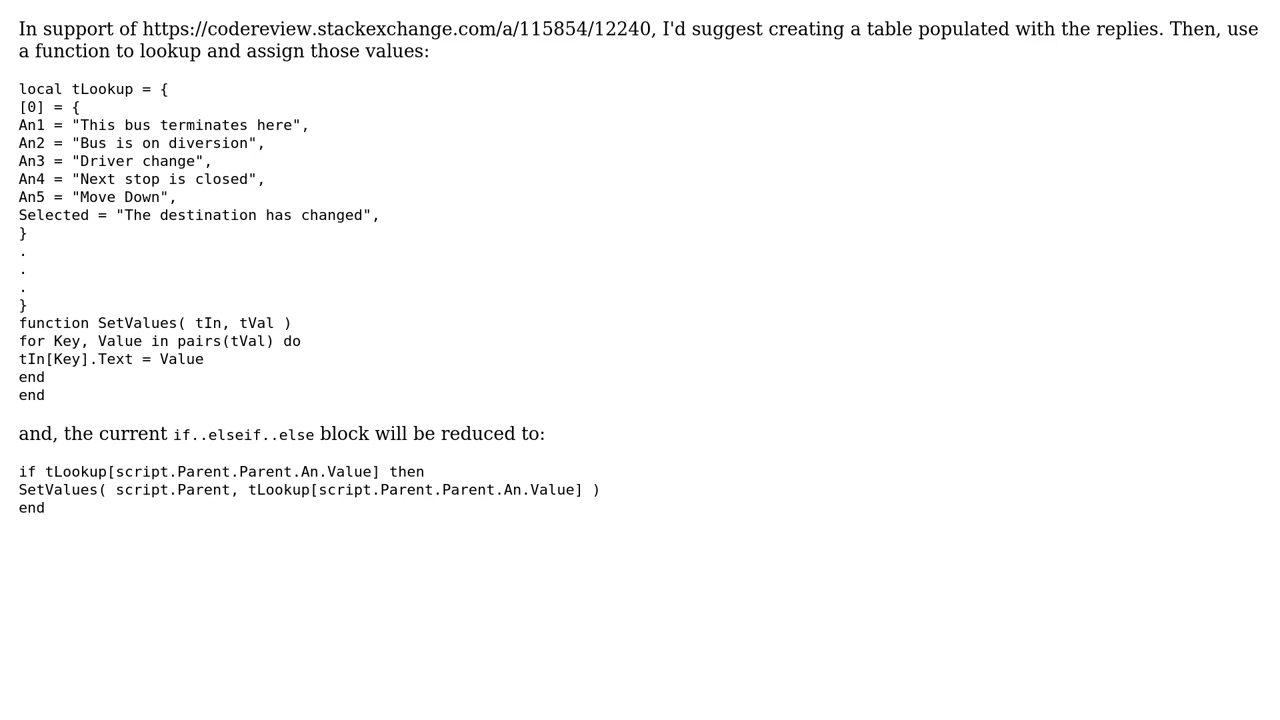 In support of https://codereview.stackexchange.com/a/115854/12240, I'd suggest creating a table populated with the replies. Then, use
a function to lookup and assign those values:
local tLookup = {
[0] = {
An1 = "This bus terminates here",
An2 = "Bus is on diversion",
An3 = "Driver change",
An4 = "Next stop is closed",
An5 = "Move Down",
Selected = "The destination has changed",
}
.
.
.
}
function SetValues( tIn, tVal )
for Key, Value in pairs(tVal) do
tIn[Key].Text = Value
end
end
and, the current if..elseif..else block will be reduced to:
if tLookup[script.Parent.Parent.An.Value] then
SetValues( script.Parent, tLookup[script.Parent.Parent.An.Value] )
end